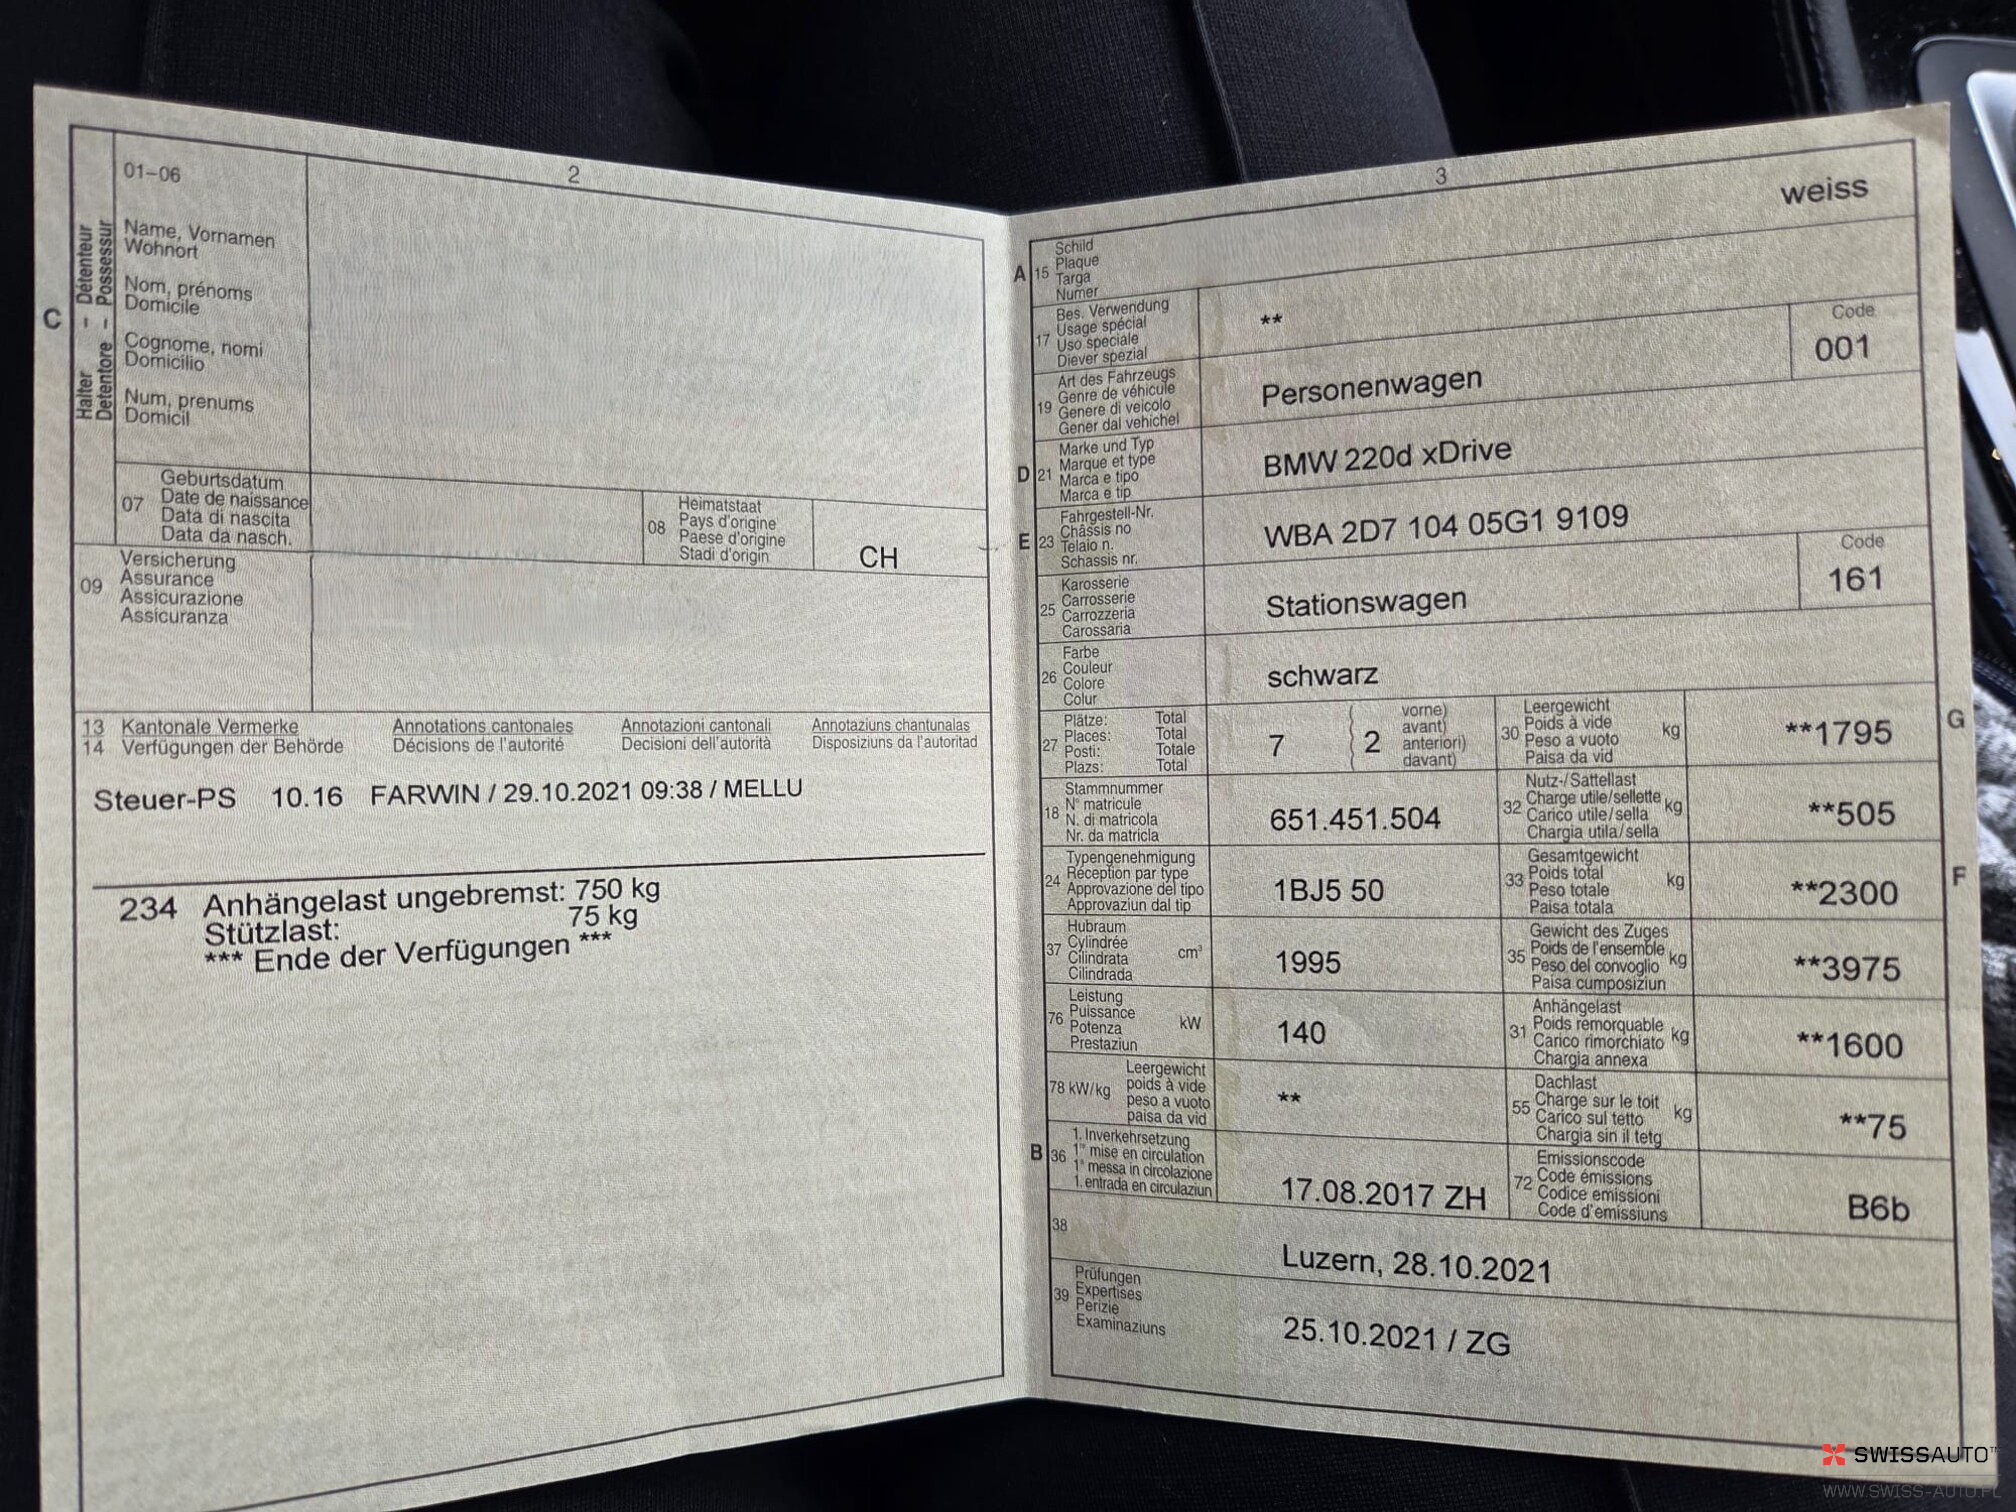 2
01–06
Name, Vornamen
Wohnort
Nom, prénoms
Domicile
Cognome, nomi
Domicilio
Num, prenums
Domicil
C
Halter – Détenteur
Detentore – Possessur
07
Geburtsdatum
Date de naissance
Data di nascita
Data da nasch.
08
Heimatstaat
Pays d'origine
Paese d'origine
Stadi d'origin
CH
09
Versicherung
Assurance
Assicurazione
Assicuranza
13 Kantonale Vermerke Annotations cantonales Annotazioni cantonali Annotaziuns chantunalas
14 Verfügungen der Behörde Décisions de l'autorité Decisioni dell'autorità Disposiziuns da l'autoritad
Steuer-PS 10.16 FARWIN / 29.10.2021 09:38 / MELLU
234 Anhängelast ungebremst: 750 kg
Stützlast: 75 kg
*** Ende der Verfügungen ***
3
weiss
A 15
Schild
Plaque
Targa
Numer
17
Bes. Verwendung
Usage spécial
Uso speciale
Diever spezial
**
19
Art des Fahrzeugs
Genre de véhicule
Genere di veicolo
Gener dal vehichel
Personenwagen
Code
001
D 21
Marke und Typ
Marque et type
Marca e tipo
Marca e tip
BMW 220d xDrive
E 23
Fahrgestell-Nr.
Châssis no
Telaio n.
Schassis nr.
WBA 2D7 104 05G1 9109
25
Karosserie
Carrosserie
Carrozzeria
Carossaria
Stationswagen
Code
161
26
Farbe
Couleur
Colore
Colur
schwarz
27
Plätze: Total
Places: Total
Posti: Totale
Plazs: Total
7
2
vorne)
avant)
anteriori)
davant)
30
Leergewicht
Poids à vide
Peso a vuoto
Paisa da vid
kg
**1795
G
18
Stammnummer
N° matricule
N. di matricola
Nr. da matricla
651.451.504
32
Nutz-/Sattellast
Charge utile/sellette
Carico utile/sella
Chargia utila/sella
kg
**505
24
Typengenehmigung
Réception par type
Approvazione del tipo
Approvaziun dal tip
1BJ5 50
33
Gesamtgewicht
Poids total
Peso totale
Paisa totala
kg
**2300
F
37
Hubraum
Cylindrée
Cilindrata
Cilindrada
cm³
1995
35
Gewicht des Zuges
Poids de l'ensemble
Peso del convoglio
Paisa cumposiziun
kg
**3975
76
Leistung
Puissance
Potenza
Prestaziun
kW
140
31
Anhängelast
Poids remorquable
Carico rimorchiato
Chargia annexa
kg
**1600
78 kW/kg
Leergewicht
poids à vide
peso a vuoto
paisa da vid
**
55
Dachlast
Charge sur le toit
Carico sul tetto
Chargia sin il tetg
kg
**75
B 36
1. Inverkehrsetzung
1re mise en circulation
1a messa in circolazione
1. entrada en circulaziun
17.08.2017 ZH
72
Emissionscode
Code émissions
Codice emissioni
Code d'emissiuns
B6b
38
Luzern, 28.10.2021
39
Prüfungen
Expertises
Perizie
Examinaziuns
25.10.2021 / ZG
SWISSAUTO™
WWW.SWISS-AUTO.PL